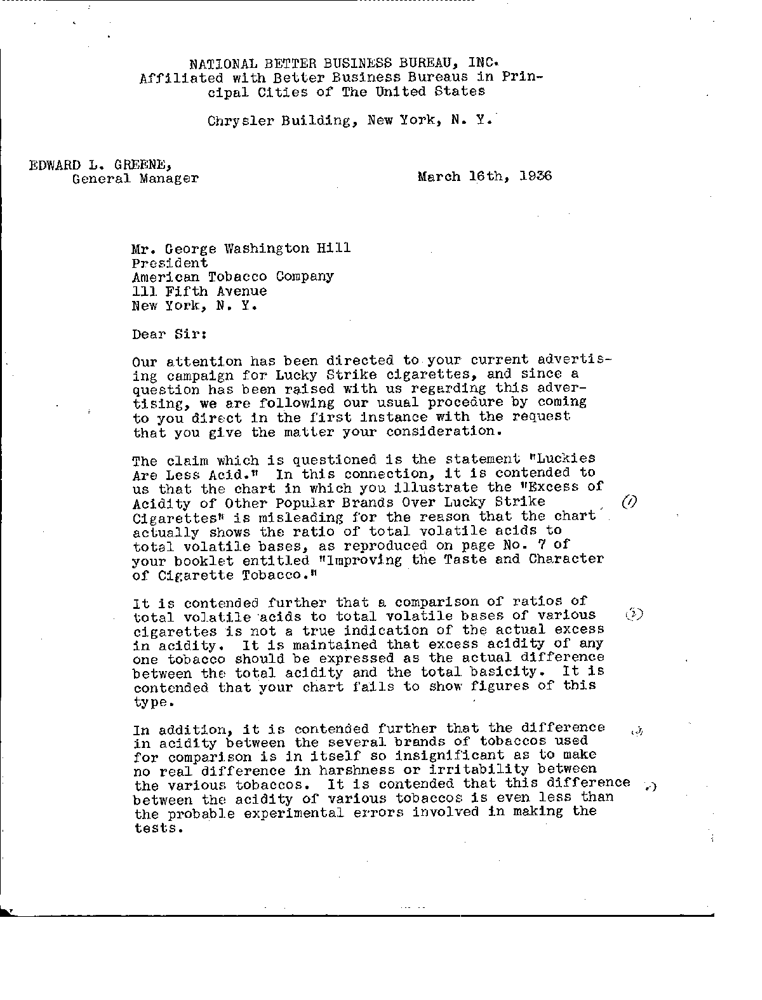 NATIONAL BETTER BUSINESS BUREAU, INC.
Affiliated with Better Business Bureaus in Prin-
cipal Cities of The United States
Chrysler Building, New York, N. Y.
EDWARD L. GREENE,
General Manager
March 16th, 1936
Mr. George Washington Hill
President
American Tobacco Company
111 Fifth Avenue
New York, N. Y.
Dear Sir:
Our attention has been directed to your current advertis-
ing campaign for Lucky Strike cigarettes, and since a
question has been raised with us regarding this adver-
tising, we are following our usual procedure by coming
to you direct in the first instance with the request
that you give the matter your consideration.
The claim which is questioned is the statement "Luckies
Are Less Acid." In this connection, it is contended to
us that the chart in which you illustrate the "Excess of
Acidity of Other Popular Brands Over Lucky Strike (1)
Cigarettes" is misleading for the reason that the chart
actually shows the ratio of total volatile acids to
total volatile bases, as reproduced on page No. 7 of
your booklet entitled "Improving the Taste and Character
of Cigarette Tobacco."
It is contended further that a comparison of ratios of
total volatile acids to total volatile bases of various (2)
cigarettes is not a true indication of the actual excess
in acidity. It is maintained that excess acidity of any
one tobacco should be expressed as the actual difference
between the total acidity and the total basicity. It is
contended that your chart fails to show figures of this
type.
In addition, it is contended further that the difference
in acidity between the several brands of tobaccos used
for comparison is in itself so insignificant as to make
no real difference in harshness or irritability between
the various tobaccos. It is contended that this difference
between the acidity of various tobaccos is even less than
the probable experimental errors involved in making the
tests.